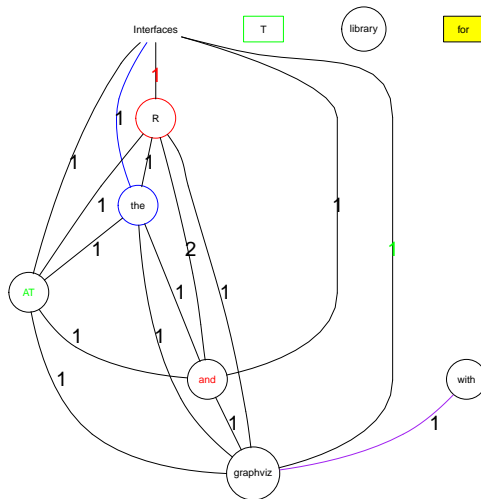 Interfaces T library for
1
R
1
1 1
1 1
the
1
1 2
AT
1 1
1 1
1 and with
1 1
graphviz